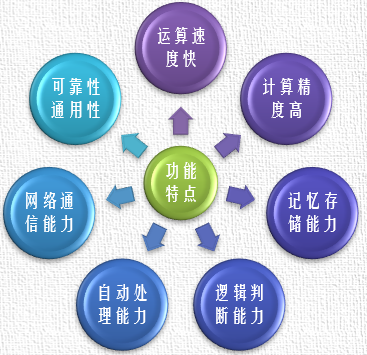 运算速
度快
计算精
度高
记忆存
储能力
逻辑判
断能力
自动处
理能力
网络通
信能力
可靠性
通用性
功能
特点